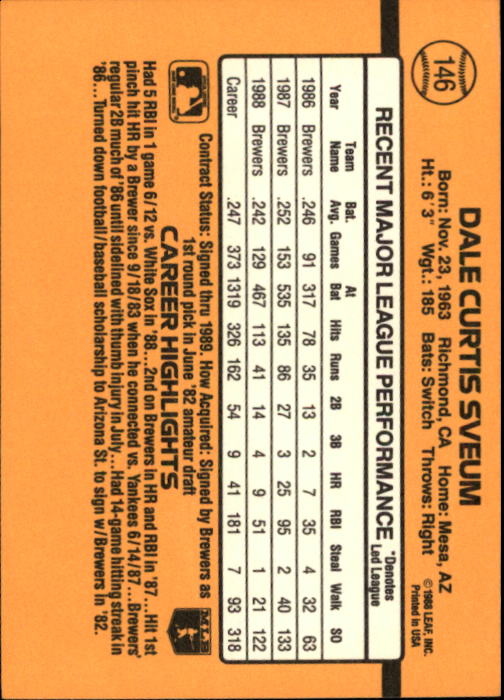 146
DALE CURTIS SVEUM
Born: Nov. 23, 1963 Richmond, CA Home: Mesa, AZ
Ht.: 6' 3" Wgt.: 185 Bats: Switch Throws: Right
©1988 LEAF, INC.
Printed in USA
RECENT MAJOR LEAGUE PERFORMANCE
*Denotes
Led League
Year Team Name Bat. Avg. Games At Bat Hits Runs 2B 3B HR RBI Steal Walk SO
1986 Brewers .246 91 317 78 35 13 2 7 35 4 32 63
1987 Brewers .252 153 535 135 86 27 3 25 95 2 40 133
1988 Brewers .242 129 467 113 41 14 4 9 51 1 21 122
Career .247 373 1319 326 162 54 9 41 181 7 93 318
Contract Status: Signed thru 1989. How Acquired: Signed by Brewers as
1st round pick in June '82 amateur draft
CAREER HIGHLIGHTS
MLB
Had 5 RBI in 1 game 6/12 vs. White Sox in '88...2nd on Brewers in HR and RBI in '87...Hit 1st
pinch hit HR by a Brewer since 9/18/83 when he connected vs. Yankees 6/14/87...Brewers'
regular 2B much of '86 until sidelined with thumb injury in July...Had 14-game hitting streak in
'86...Turned down football/baseball scholarship to Arizona St. to sign w/Brewers in '82.